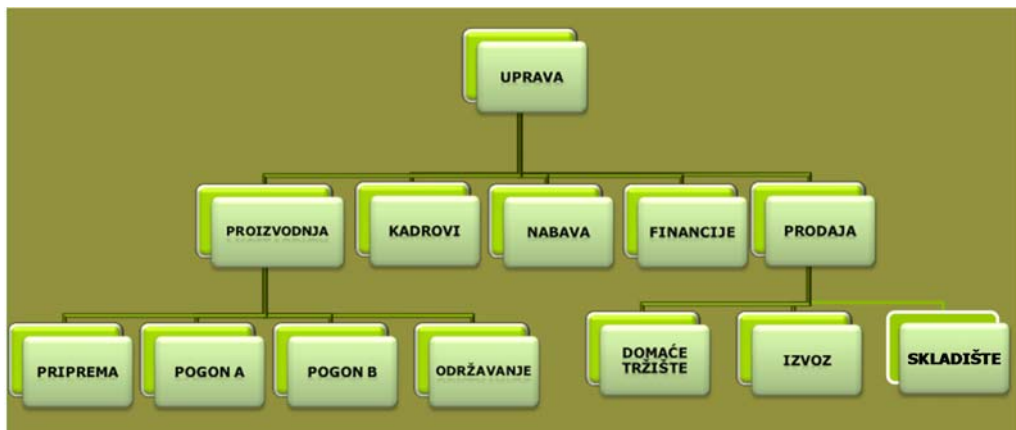 UPRAVA
PROIZVODNJA
KADROVI
NABAVA
FINANCIJE
PRODAJA
PRIPREMA
POGON A
POGON B
ODRŽAVANJE
DOMAĆE
TRŽIŠTE
IZVOZ
SKLADIŠTE